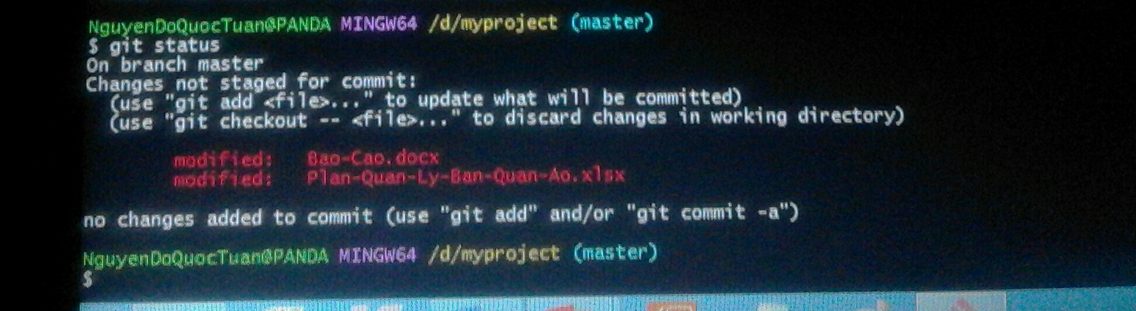 NguyenDoQuocTuan@PANDA MINGW64 /d/myproject (master)
$ git status
On branch master
Changes not staged for commit:
  (use "git add <file>..." to update what will be committed)
  (use "git checkout -- <file>..." to discard changes in working directory)
        modified:   Bao-Cao.docx
        modified:   Plan-Quan-Ly-Ban-Quan-Ao.xlsx
no changes added to commit (use "git add" and/or "git commit -a")
NguyenDoQuocTuan@PANDA MINGW64 /d/myproject (master)
$